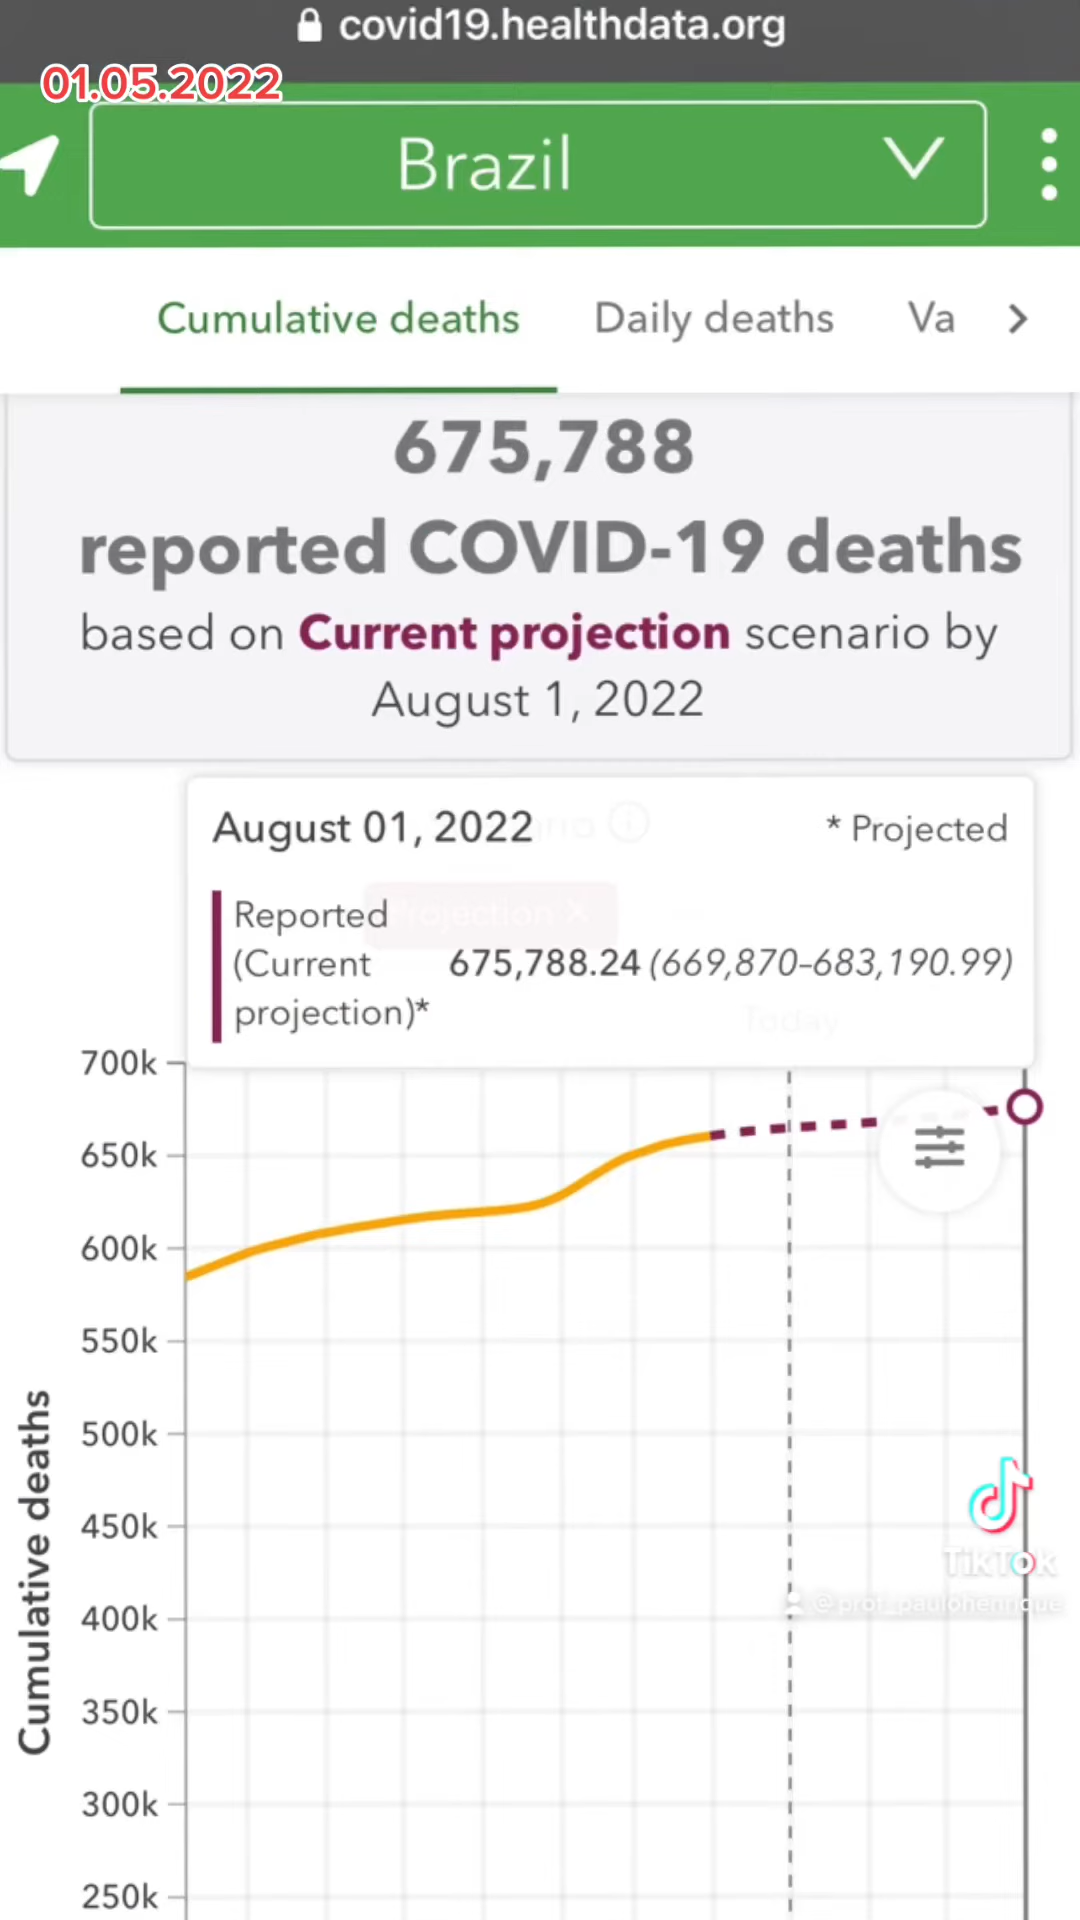 covid19.healthdata.org
01.05.2022
Brazil
Cumulative deaths Daily deaths Va
675,788
reported COVID-19 deaths
based on Current projection scenario by
August 1, 2022
August 01, 2022 * Projected
Projection X
Reported
(Current 675,788.24 (669,870–683,190.99)
projection)*
Today
700k
650k
600k
550k
500k
450k
400k
350k
300k
250k
Cumulative deaths
TikTok